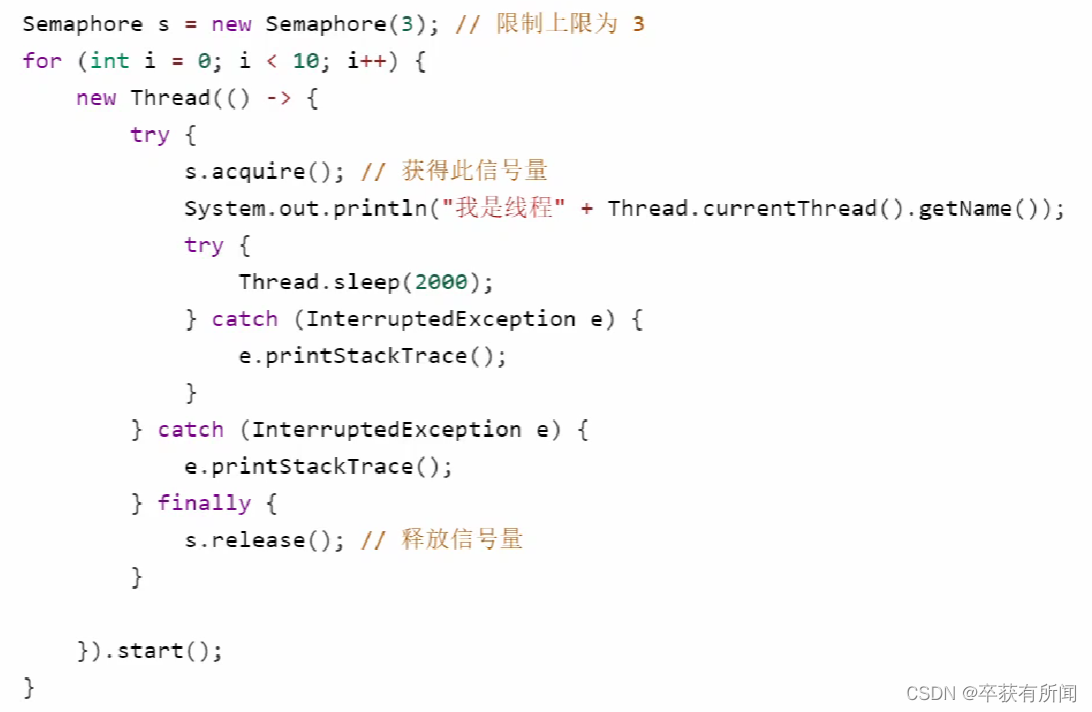 Semaphore s = new Semaphore(3); // 限制上限为 3
for (int i = 0; i < 10; i++) {
    new Thread(() -> {
        try {
            s.acquire(); // 获得此信号量
            System.out.println("我是线程" + Thread.currentThread().getName());
            try {
                Thread.sleep(2000);
            } catch (InterruptedException e) {
                e.printStackTrace();
            }
        } catch (InterruptedException e) {
            e.printStackTrace();
        } finally {
            s.release(); // 释放信号量
        }
    }).start();
}
CSDN @卒获有所闻